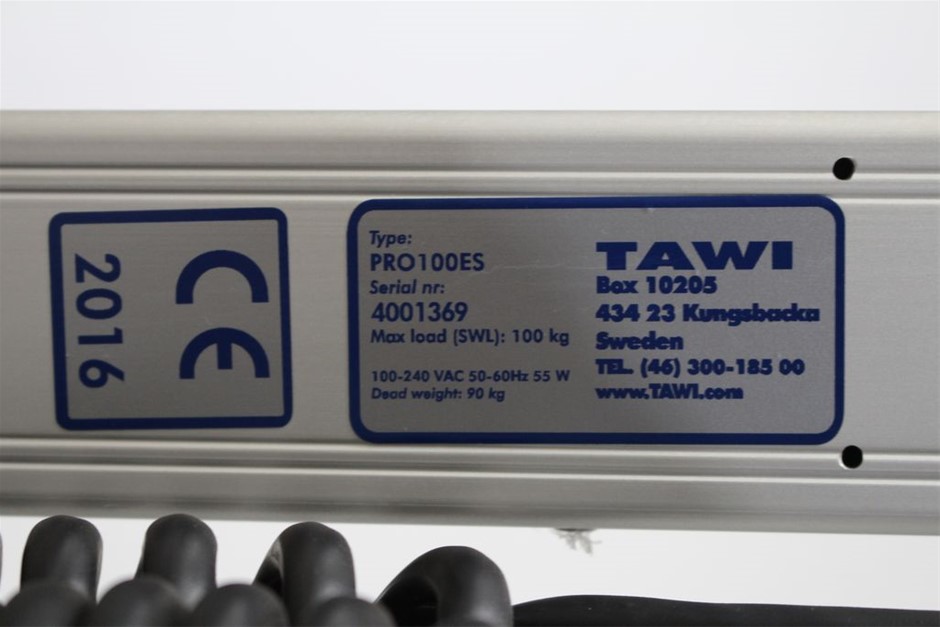 2016
CE
Type:
PRO100ES
Serial nr:
4001369
Max load (SWL): 100 kg
100-240 VAC 50-60Hz 55 W
Dead weight: 90 kg
TAWI
Box 10205
434 23 Kungsbacka
Sweden
TEL. (46) 300-185 00
www.TAWI.com